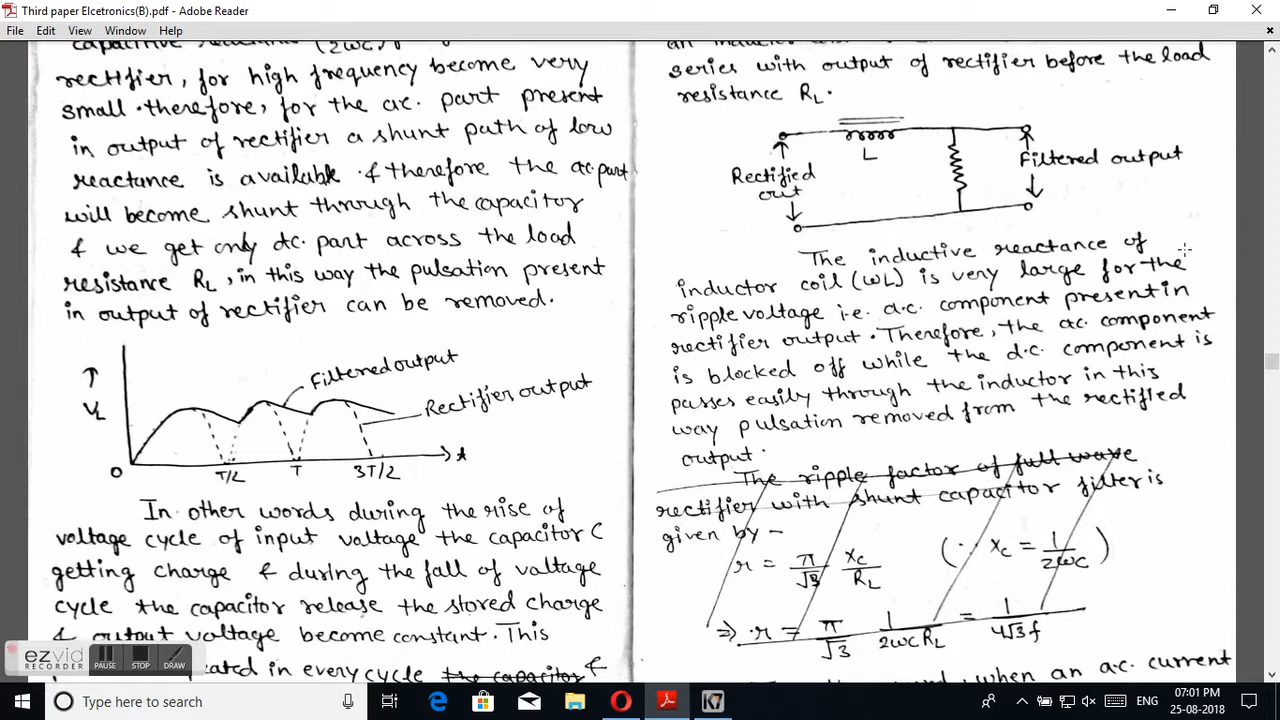 Third paper Elcetronics(B).pdf - Adobe Reader
File Edit View Window Help
capacitive
rectifier, for high frequency become very
small. therefore, for the a.c. part present
in output of rectifier a shunt path of low
reactance is available & therefore the a.c. part
will become shunt through the capacitor
& we get only d.c. part across the load
resistance RL, in this way the pulsation present
in output of rectifier can be removed.
VL
Filtered output
Rectifier output
O T/2 T 3T/2 t
In other words during the rise of
voltage cycle of input voltage the capacitor C
getting charge & during the fall of voltage
cycle the capacitor release the stored charge
& output voltage become constant. This
in every cycle the capacitor &
an
series with output of rectifier before the load
resistance RL.
L
Rectified
out
Filtered output
The inductive reactance of
inductor coil (ωL) is very large for the
ripple voltage i.e. a.c. component present in
rectifier output. Therefore, the a.c. component
is blocked off while the d.c. component is
passes easily through the inductor in this
way pulsation removed from the rectified
output.
The ripple factor of full wave
rectifier with shunt capacitor filter is
given by -
r = π/√3 Xc/RL (∵ Xc = 1/2ωC)
⇒ r = π/√3 1/2ωCRL = 1/4√3f
when an a.c. current
ezvid
RECORDER
PAUSE STOP DRAW
Type here to search
ENG
07:01 PM
25-08-2018